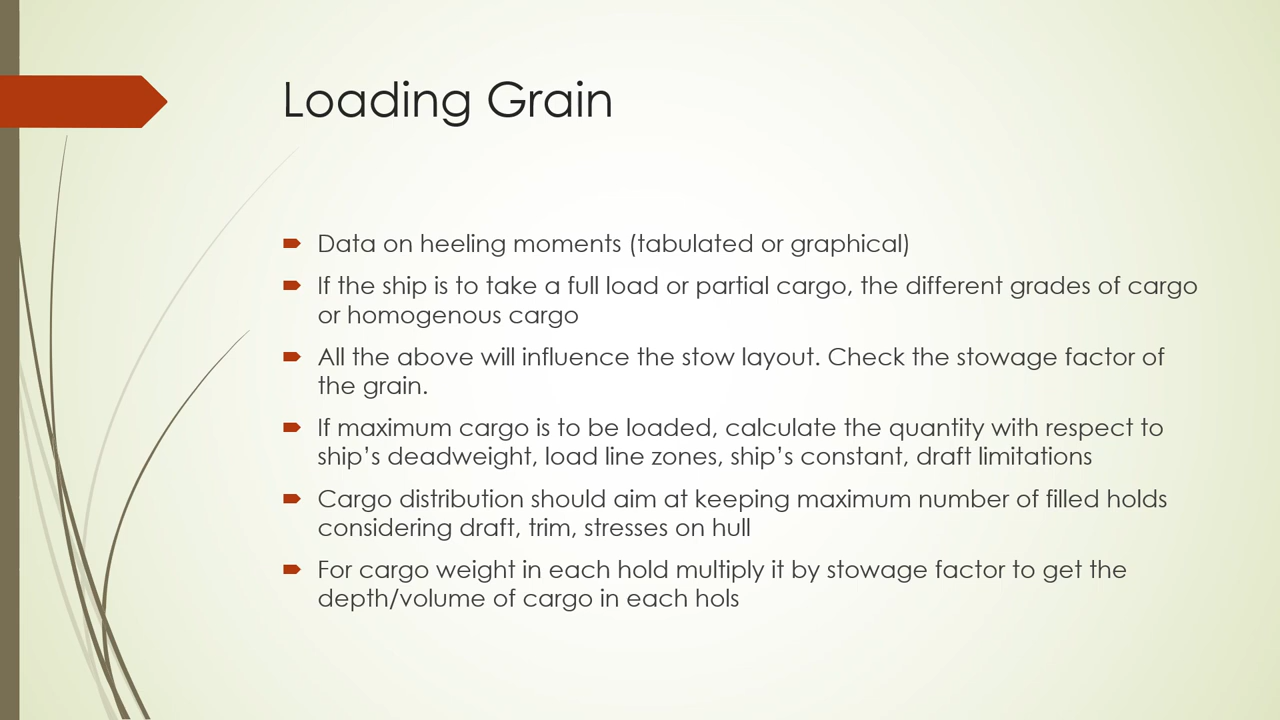 Loading Grain
Data on heeling moments (tabulated or graphical)
If the ship is to take a full load or partial cargo, the different grades of cargo
or homogenous cargo
All the above will influence the stow layout. Check the stowage factor of
the grain.
If maximum cargo is to be loaded, calculate the quantity with respect to
ship’s deadweight, load line zones, ship’s constant, draft limitations
Cargo distribution should aim at keeping maximum number of filled holds
considering draft, trim, stresses on hull
For cargo weight in each hold multiply it by stowage factor to get the
depth/volume of cargo in each hols